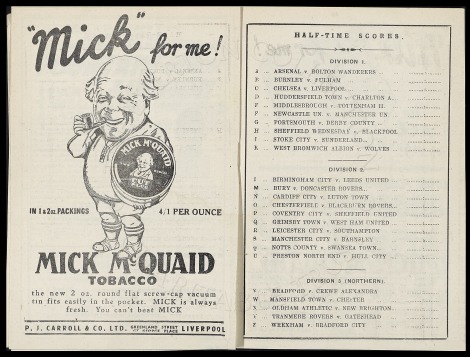 "Mick" for me!
MICK McQUAID
CUT
IN 1 & 2 oz. PACKINGS
4/1 PER OUNCE
MICK McQUAID
TOBACCO
the new 2 oz. round flat screw-cap vacuum
tin fits easily in the pocket. MICK is always
fresh. You can't beat MICK
P. J. CARROLL & CO. LTD. GREENLAND STREET
ST. GEORGE PLACE LIVERPOOL
HALF-TIME SCORES.
DIVISION 1.
A ... ARSENAL v. BOLTON WANDERERS
B ... BURNLEY v. FULHAM
C ... CHELSEA v. LIVERPOOL
D ... HUDDERSFIELD TOWN v. CHARLTON A.
E ... MIDDLESBROUGH v. TOTTENHAM H.
F ... NEWCASTLE UN. v. MANCHESTER UN.
G ... PORTSMOUTH v. DERBY COUNTY
H ... SHEFFIELD WEDNESDAY v. BLACKPOOL
J ... STOKE CITY v. SUNDERLAND
K ... WEST BROMWICH ALBION v. WOLVES
DIVISION 2.
L ... BIRMINGHAM CITY v. LEEDS UNITED
M ... BURY v. DONCASTER ROVERS
N ... CARDIFF CITY v. LUTON TOWN
O ... CHESTERFIELD v. BLACKBURN ROVERS
P ... COVENTRY CITY v. SHEFFIELD UNITED
Q ... GRIMSBY TOWN v. WEST HAM UNITED
R ... LEICESTER CITY v. SOUTHAMPTON
S ... MANCHESTER CITY v. BARNSLEY
T ... NOTTS COUNTY v. SWANSEA TOWN
U ... PRESTON NORTH END v. HULL CITY
DIVISION 3 (NORTHERN).
V ... BRADFORD v. CREWE ALEXANDRA
W ... MANSFIELD TOWN v. CHESTER
X ... OLDHAM ATHLETIC v. NEW BRIGHTON
Y ... TRANMERE ROVERS v. GATESHEAD
Z ... WREXHAM v. BRADFORD CITY